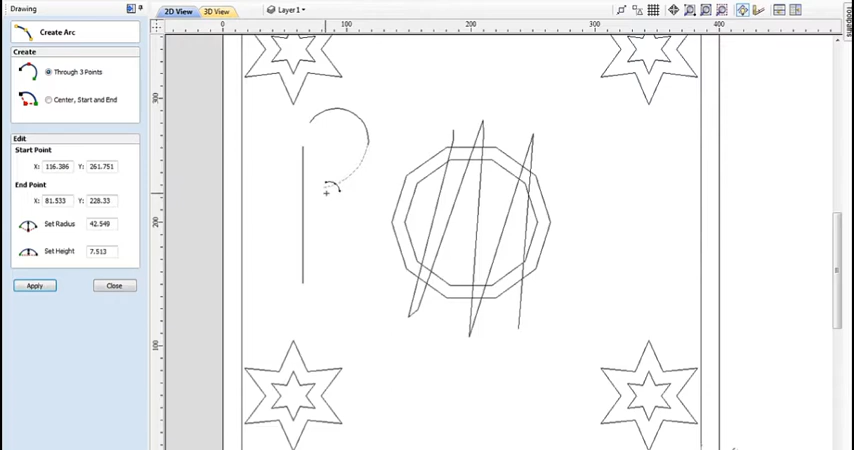 Drawing
2D View
3D View
Layer1
Create Arc
Create
Through 3 Points
Center, Start and End
Edit
Start Point
X: 116.386 Y: 261.751
End Point
X: 81.533 Y: 228.33
Set Radius 42.549
Set Height 7.513
Apply Close
0 100 200 300 400
300
200
100
Toolpaths